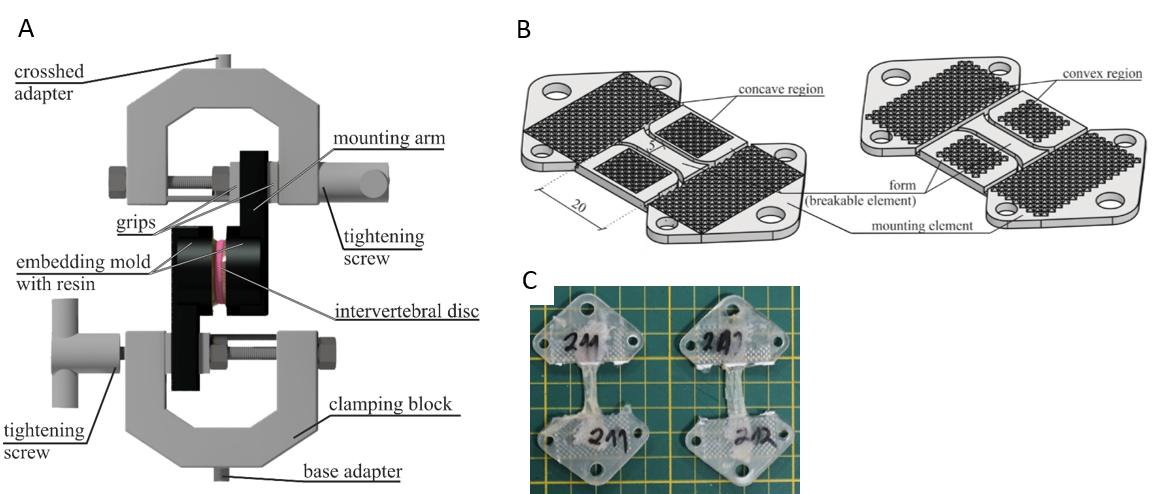 A
crosshed
adapter
mounting arm
grips
tightening
screw
embedding mold
with resin
intervertebral disc
clamping block
tightening
screw
base adapter
B
concave region
convex region
5
20
form
(breakable element)
mounting element
C
211
211
212